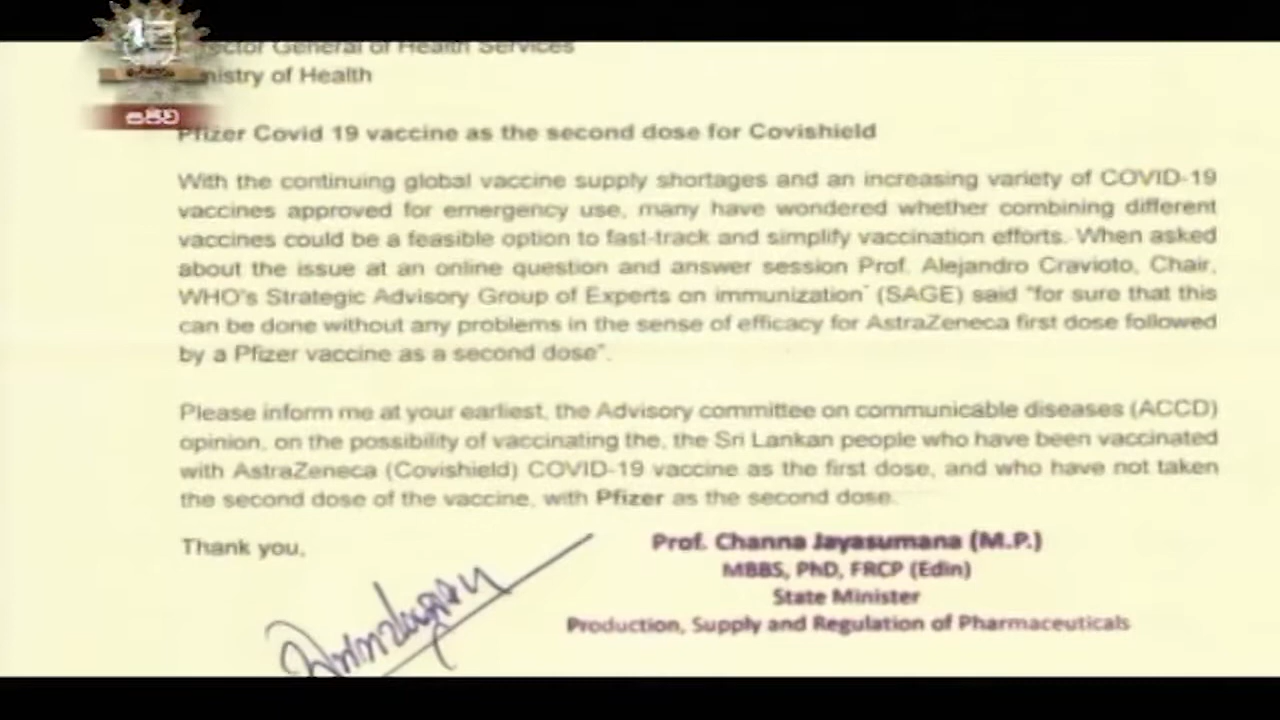 සජීවි
Director General of Health Services
Ministry of Health
Pfizer Covid 19 vaccine as the second dose for Covishield
With the continuing global vaccine supply shortages and an increasing variety of COVID-19
vaccines approved for emergency use, many have wondered whether combining different
vaccines could be a feasible option to fast-track and simplify vaccination efforts. When asked
about the issue at an online question and answer session Prof. Alejandro Cravioto, Chair,
WHO's Strategic Advisory Group of Experts on immunization" (SAGE) said "for sure that this
can be done without any problems in the sense of efficacy for AstraZeneca first dose followed
by a Pfizer vaccine as a second dose".
Please inform me at your earliest, the Advisory committee on communicable diseases (ACCD)
opinion, on the possibility of vaccinating the, the Sri Lankan people who have been vaccinated
with AstraZeneca (Covishield) COVID-19 vaccine as the first dose, and who have not taken
the second dose of the vaccine, with Pfizer as the second dose.
Thank you,
Prof. Channa Jayasumana (M.P.)
MBBS, PhD, FRCP (Edin)
State Minister
Production, Supply and Regulation of Pharmaceuticals